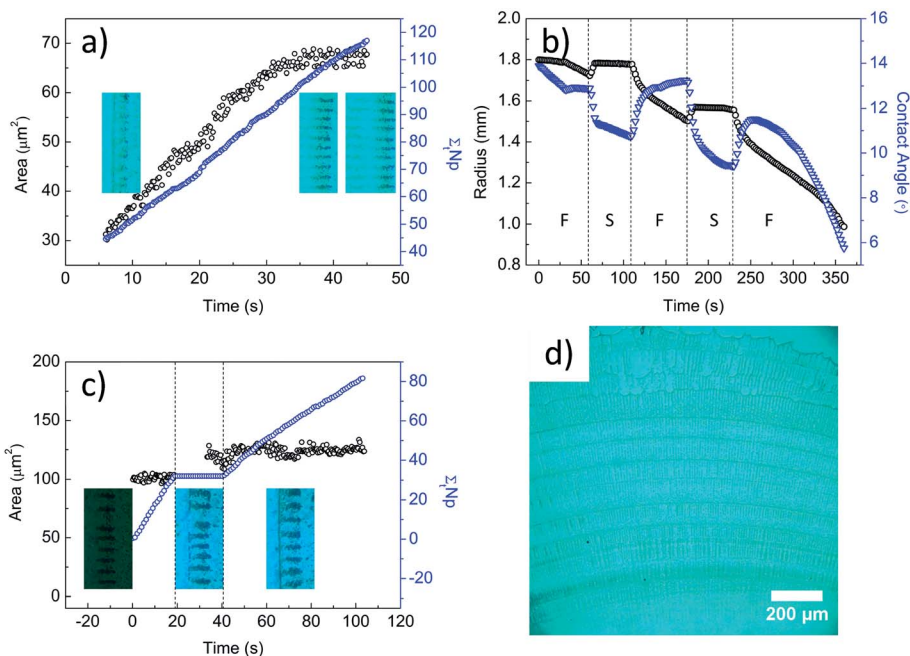 a)
Area (μm²)
70
60
50
40
30
0 10 20 30 40 50
Time (s)
120
110
100
90
80
70
60
50
40
ΣₜNp
b)
Radius (mm)
2.0
1.8
1.6
1.4
1.2
1.0
0.8
F S F S F
0 50 100 150 200 250 300 350
Time (s)
16
14
12
10
8
6
Contact Angle (°)
c)
Area (μm²)
200
150
100
50
0
-20 0 20 40 60 80 100 120
Time (s)
80
60
40
20
0
-20
ΣₜNp
d)
200 μm